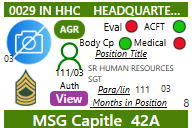 0029 IN HHC HEADQUARTE...
AGR
Eval
ACFT
Body Cp
Medical
Position Title
03
SR HUMAN RESOURCES
SGT
111/03
Auth
Para/lin 111 03
View
Months in Position 8
MSG Capitle 42A